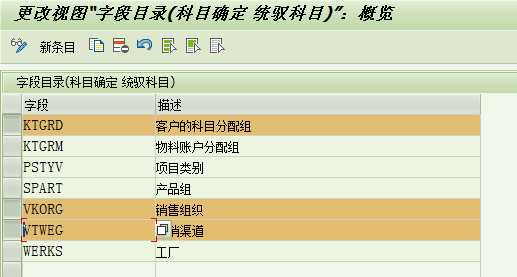 更改视图"字段目录(科目确定 统驭科目)": 概览
新条目
字段目录(科目确定 统驭科目)
字段 描述
KTGRD 客户的科目分配组
KTGRM 物料账户分配组
PSTYV 项目类别
SPART 产品组
VKORG 销售组织
VTWEG 销渠道
WERKS 工厂